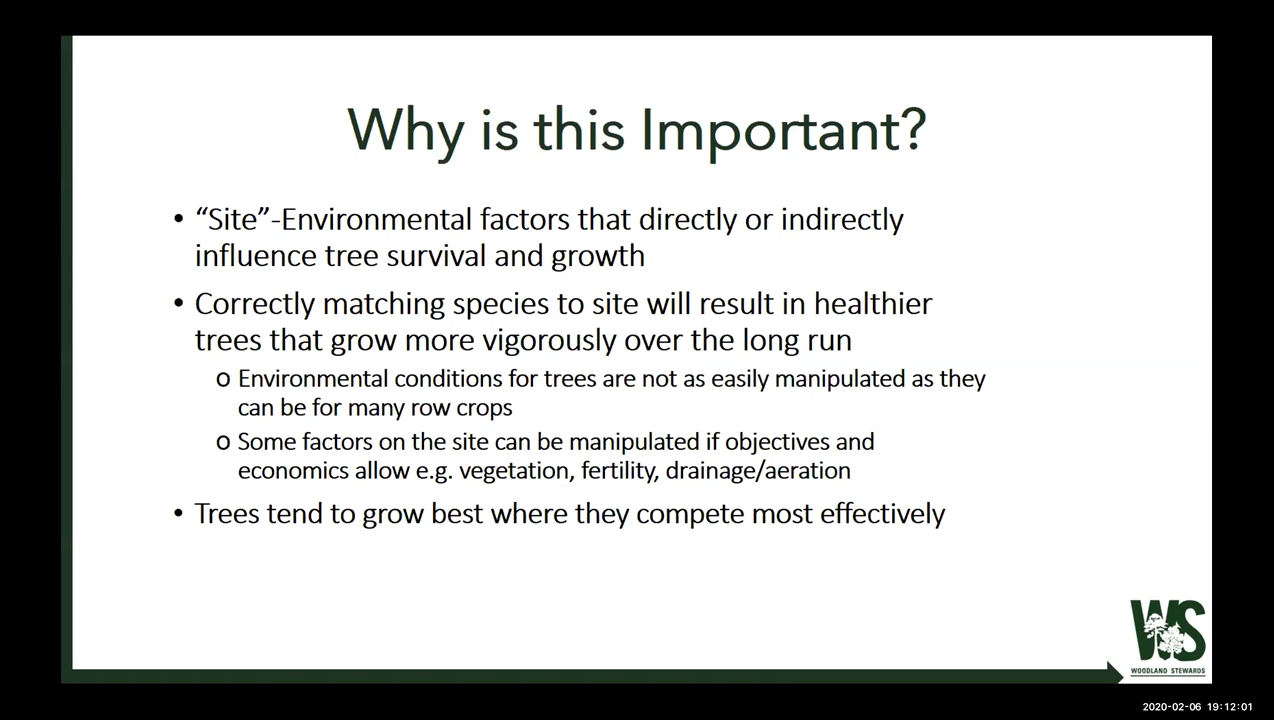 Why is this Important?
• “Site”-Environmental factors that directly or indirectly
influence tree survival and growth
• Correctly matching species to site will result in healthier
trees that grow more vigorously over the long run
o Environmental conditions for trees are not as easily manipulated as they
can be for many row crops
o Some factors on the site can be manipulated if objectives and
economics allow e.g. vegetation, fertility, drainage/aeration
• Trees tend to grow best where they compete most effectively
WS
WOODLAND STEWARDS
2020-02-06 19:12:01